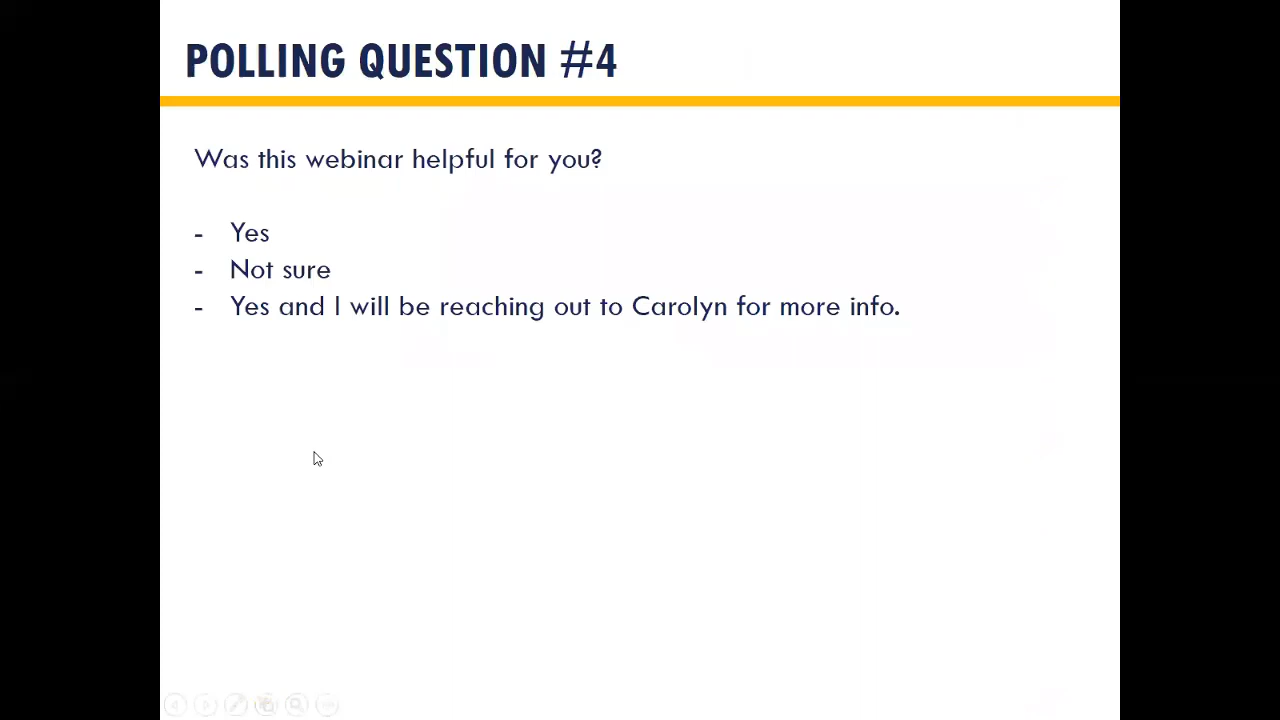 POLLING QUESTION #4
Was this webinar helpful for you?
- Yes
- Not sure
- Yes and I will be reaching out to Carolyn for more info.